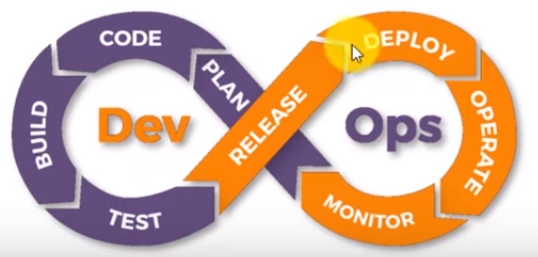 CODE
PLAN
DEPLOY
BUILD
Dev
RELEASE
Ops
OPERATE
TEST
MONITOR